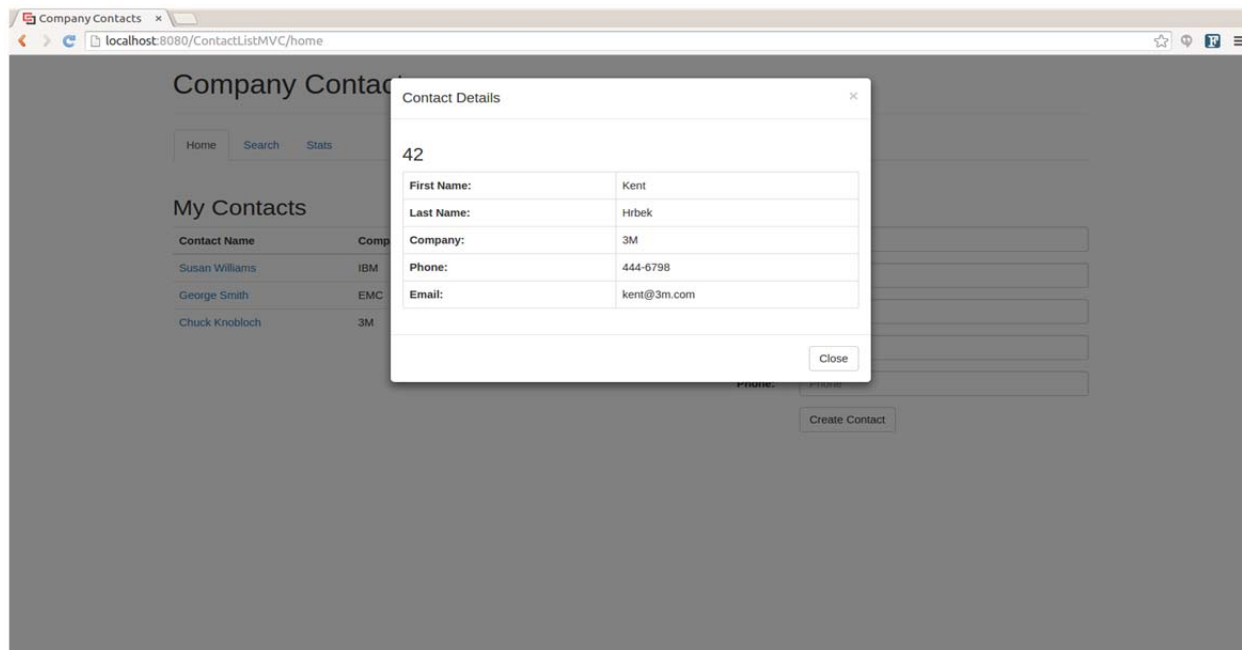 Company Contacts ×
localhost:8080/ContactListMVC/home
Company Contac
Home Search Stats
My Contacts
Contact Name Comp
Susan Williams IBM
George Smith EMC
Chuck Knobloch 3M
Contact Details ×
42
First Name: Kent
Last Name: Hrbek
Company: 3M
Phone: 444-6798
Email: kent@3m.com
Close
Phone: Phone
Create Contact